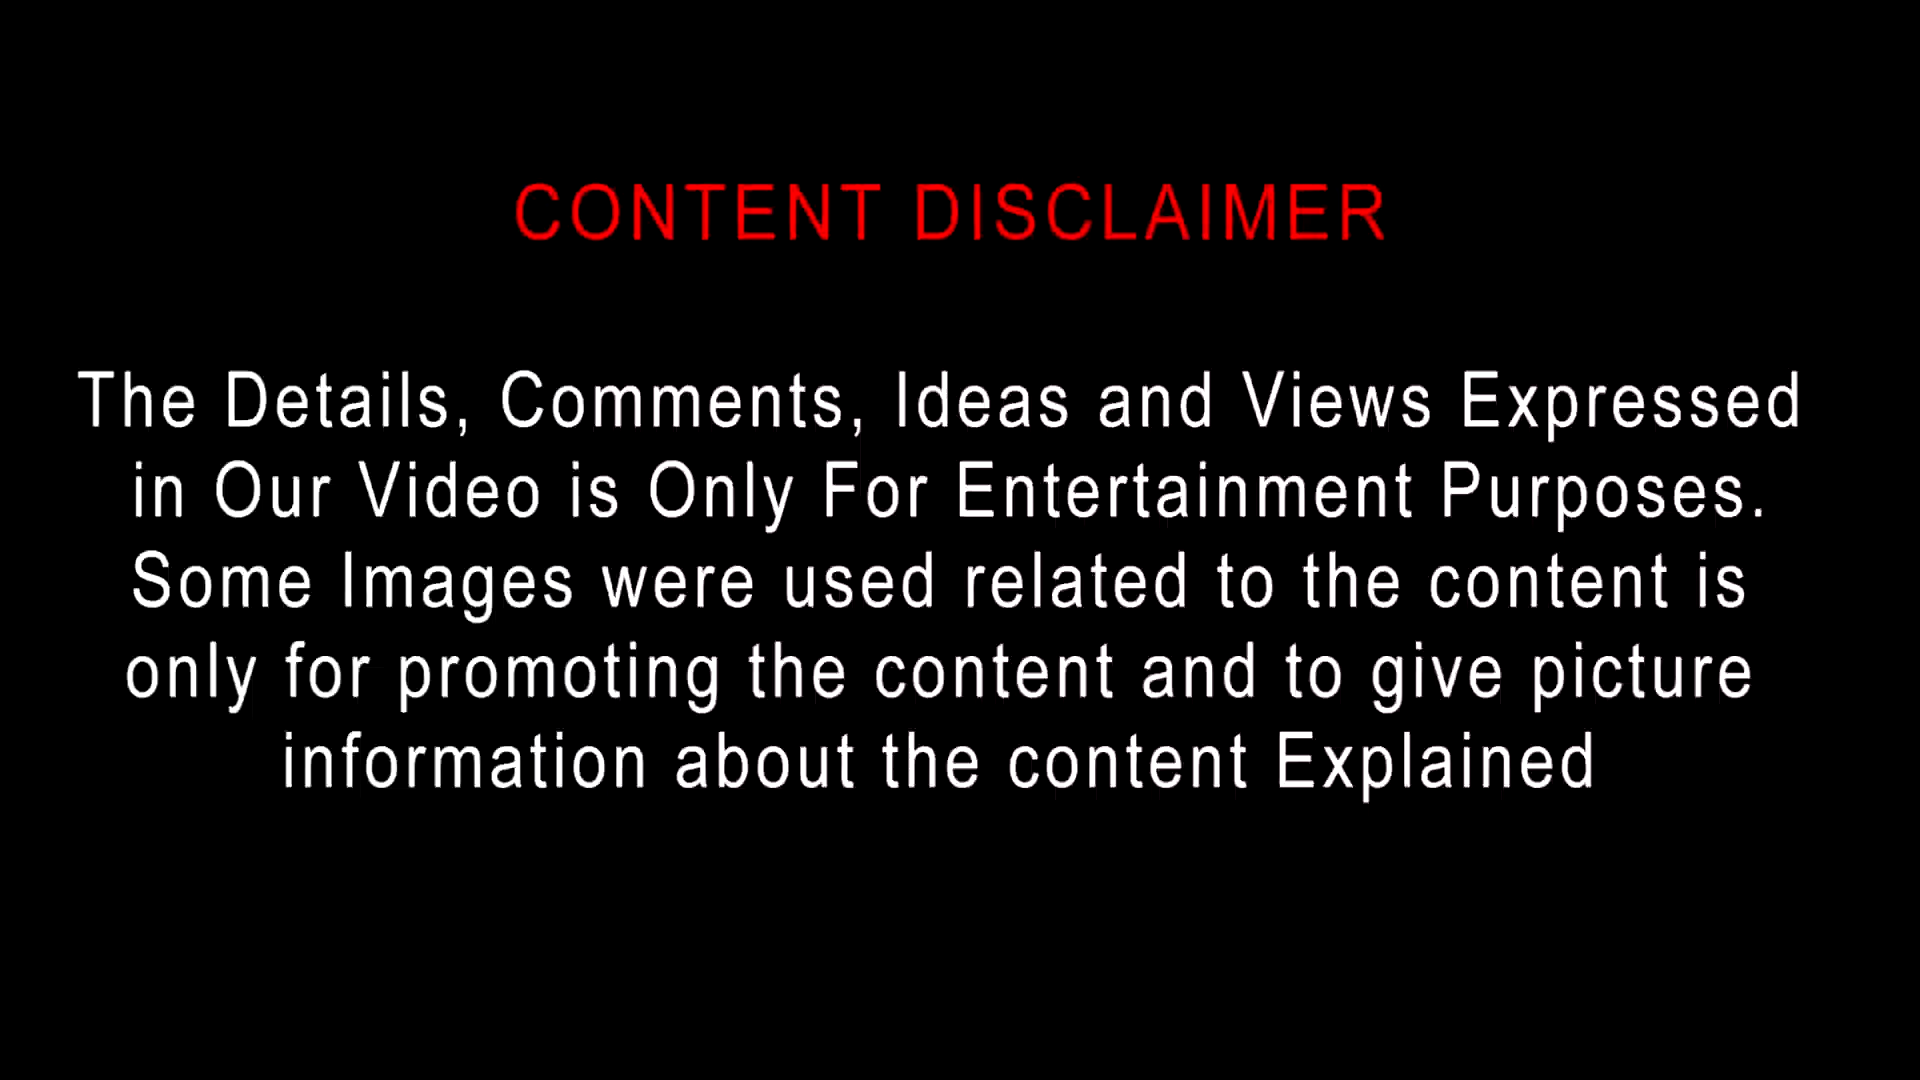 CONTENT DISCLAIMER
The Details, Comments, Ideas and Views Expressed
in Our Video is Only For Entertainment Purposes.
Some Images were used related to the content is
only for promoting the content and to give picture
information about the content Explained